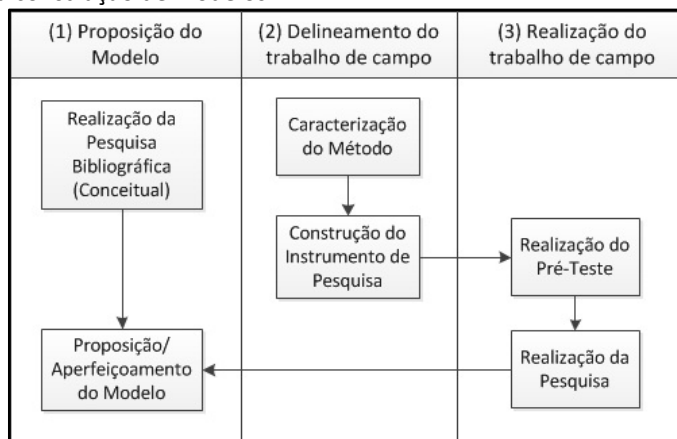 (1) Proposição do
Modelo
(2) Delineamento do
trabalho de campo
(3) Realização do
trabalho de campo
Realização da
Pesquisa
Bibliográfica
(Conceitual)
Caracterização
do Método
Construção do
Instrumento de
Pesquisa
Realização do
Pré-Teste
Proposição/
Aperfeiçoamento
do Modelo
Realização da
Pesquisa